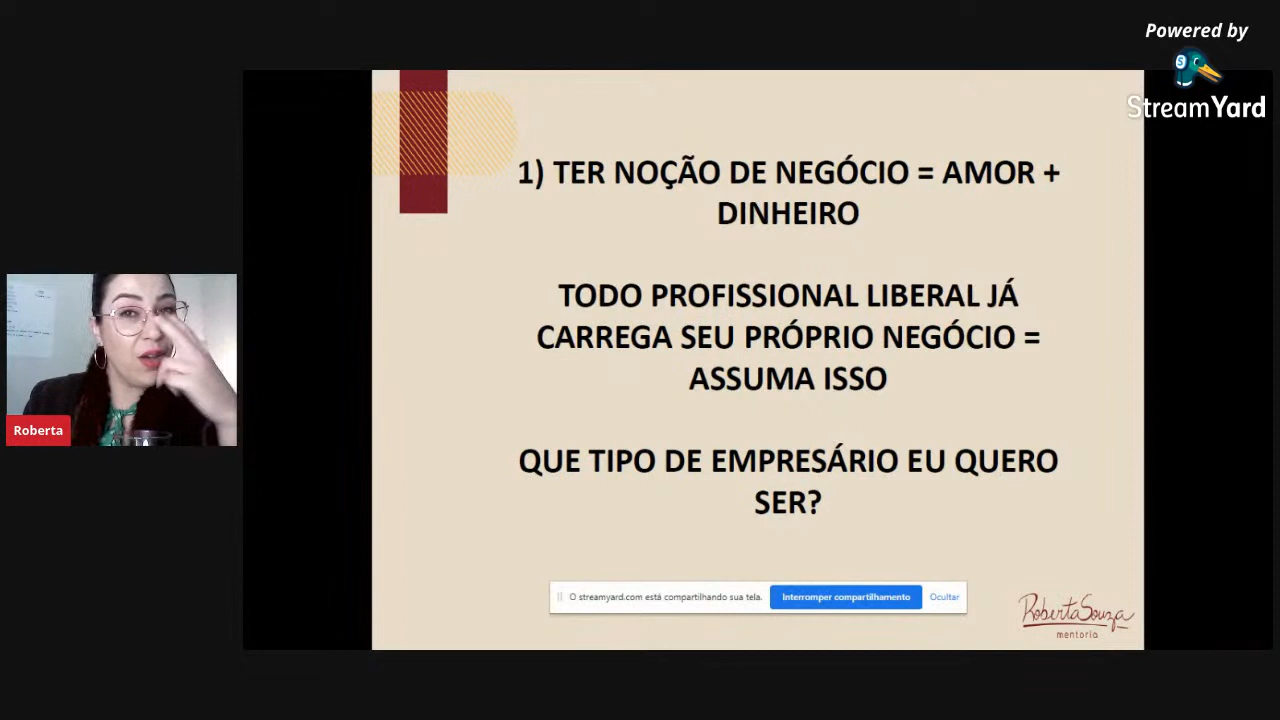 Powered by
StreamYard
1) TER NOÇÃO DE NEGÓCIO = AMOR +
DINHEIRO
TODO PROFISSIONAL LIBERAL JÁ
CARREGA SEU PRÓPRIO NEGÓCIO =
ASSUMA ISSO
QUE TIPO DE EMPRESÁRIO EU QUERO
SER?
Roberta
O streamyard.com está compartilhando sua tela. Interromper compartilhamento Ocultar
RobertaSouza
mentoria